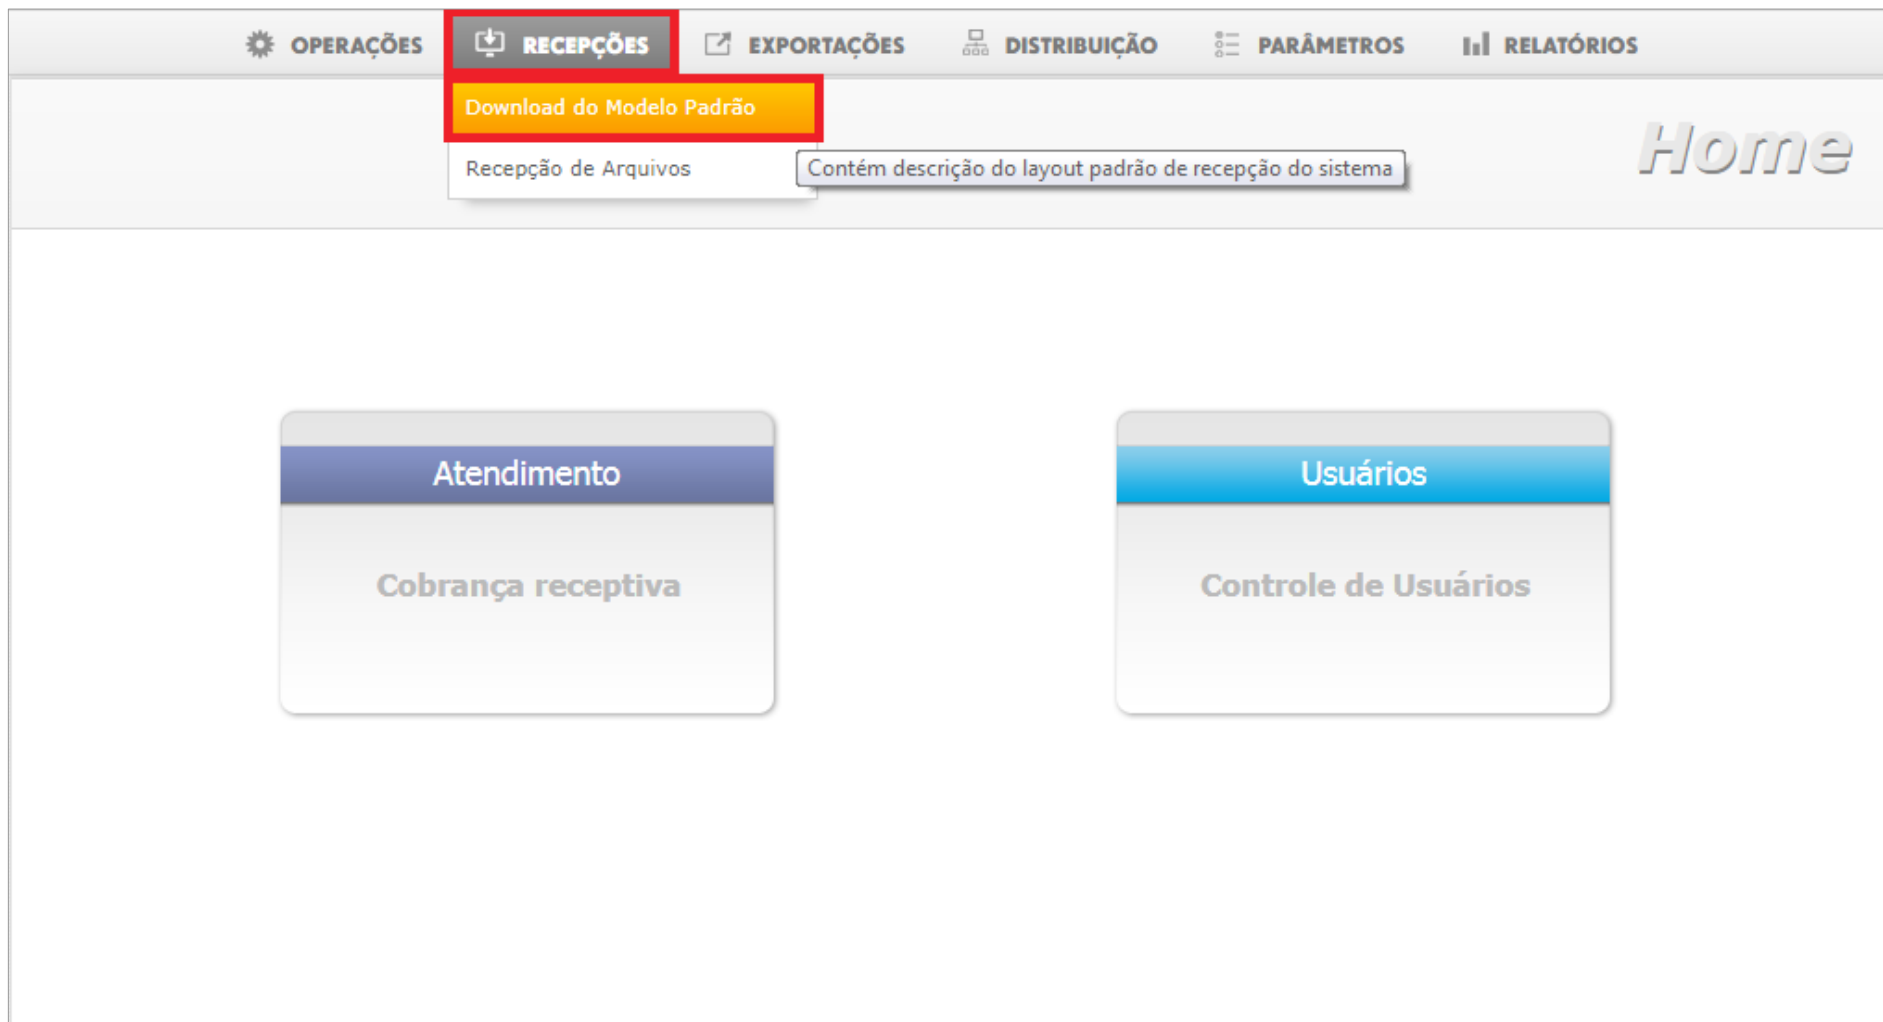 OPERAÇÕES RECEPÇÕES EXPORTAÇÕES DISTRIBUIÇÃO PARÂMETROS RELATÓRIOS
Download do Modelo Padrão
Home
Recepção de Arquivos
Contém descrição do layout padrão de recepção do sistema
Atendimento
Cobrança receptiva
Usuários
Controle de Usuários